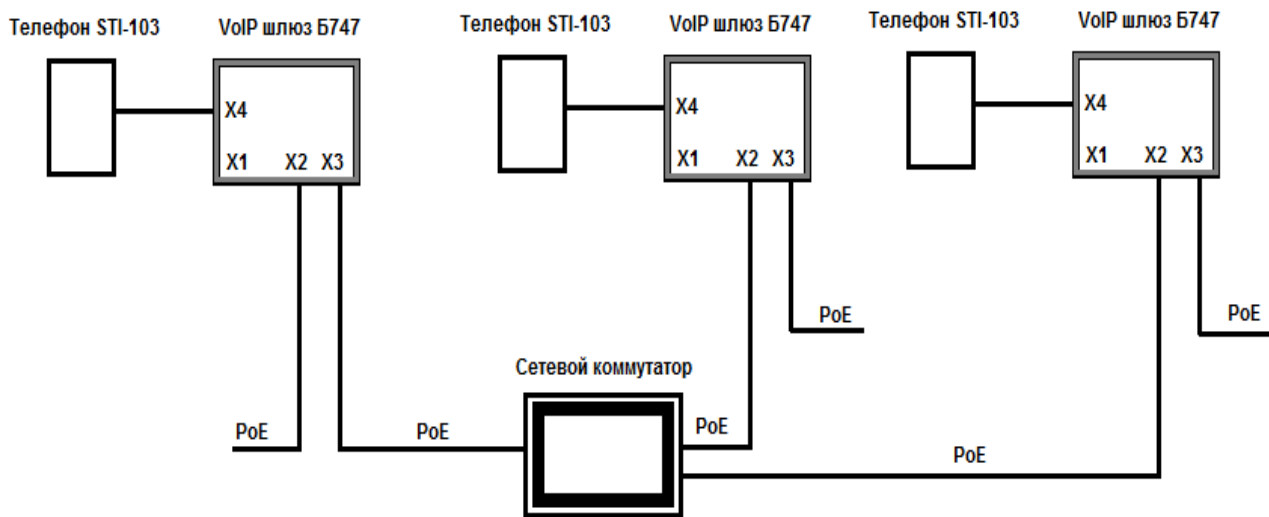 Телефон STI-103
VoIP шлюз Б747
Телефон STI-103
VoIP шлюз Б747
Телефон STI-103
VoIP шлюз Б747
X4
X1 X2 X3
X4
X1 X2 X3
X4
X1 X2 X3
PoE
PoE
Сетевой коммутатор
PoE
PoE
PoE
PoE